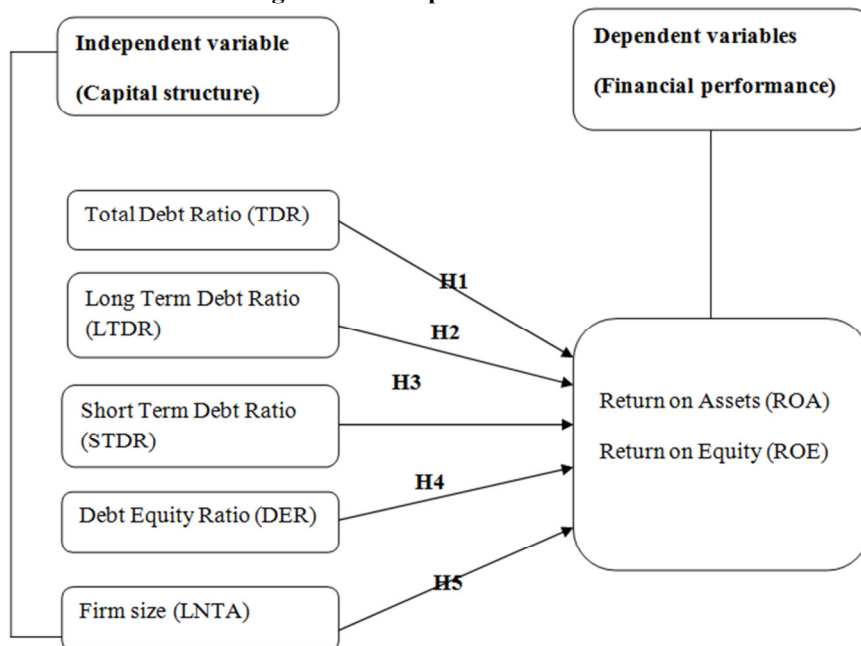 Independent variable
(Capital structure)
Dependent variables
(Financial performance)
Total Debt Ratio (TDR)
H1
Long Term Debt Ratio
(LTDR)
H2
H3
Short Term Debt Ratio
(STDR)
Return on Assets (ROA)
Return on Equity (ROE)
H4
Debt Equity Ratio (DER)
H5
Firm size (LNTA)